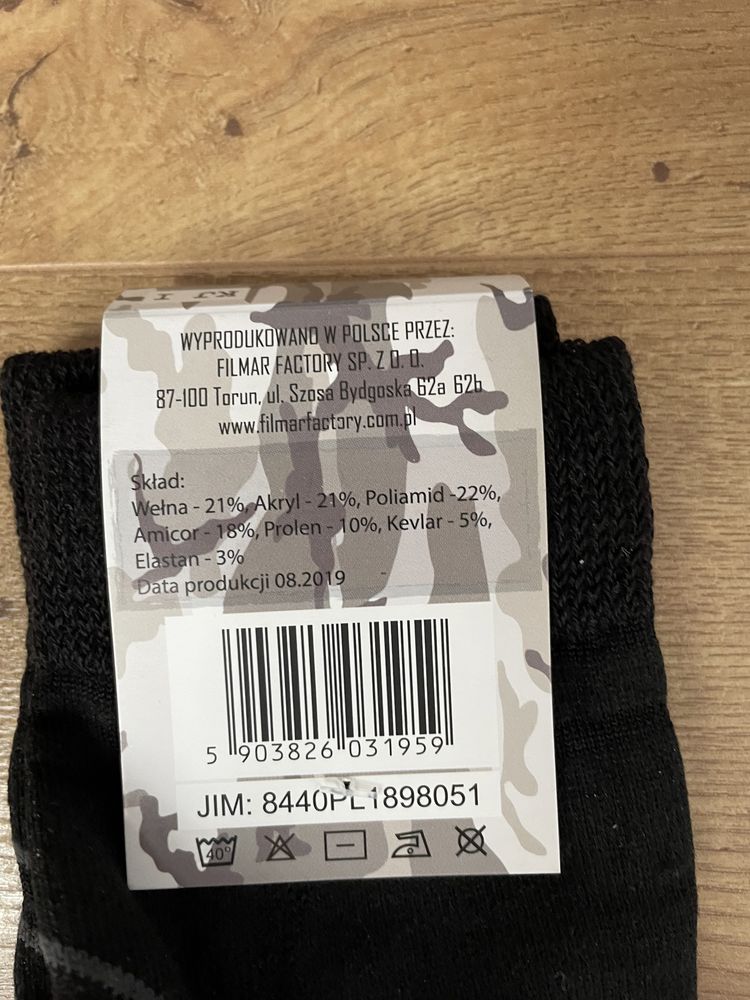 WYPRODUKOWANO W POLSCE PRZEZ:
FILMAR FACTORY SP. Z O. O.
87-100 Torun, ul. Szosa Bydgoska 62a 62b
www.filmarfactory.com.pl
Skład:
Wełna - 21%, Akryl - 21%, Poliamid -22%,
Amicor - 18%, Prolen - 10%, Kevlar - 5%,
Elastan - 3%
Data produkcji 08.2019
5 903826 031959
JIM: 8440PL1898051
40°